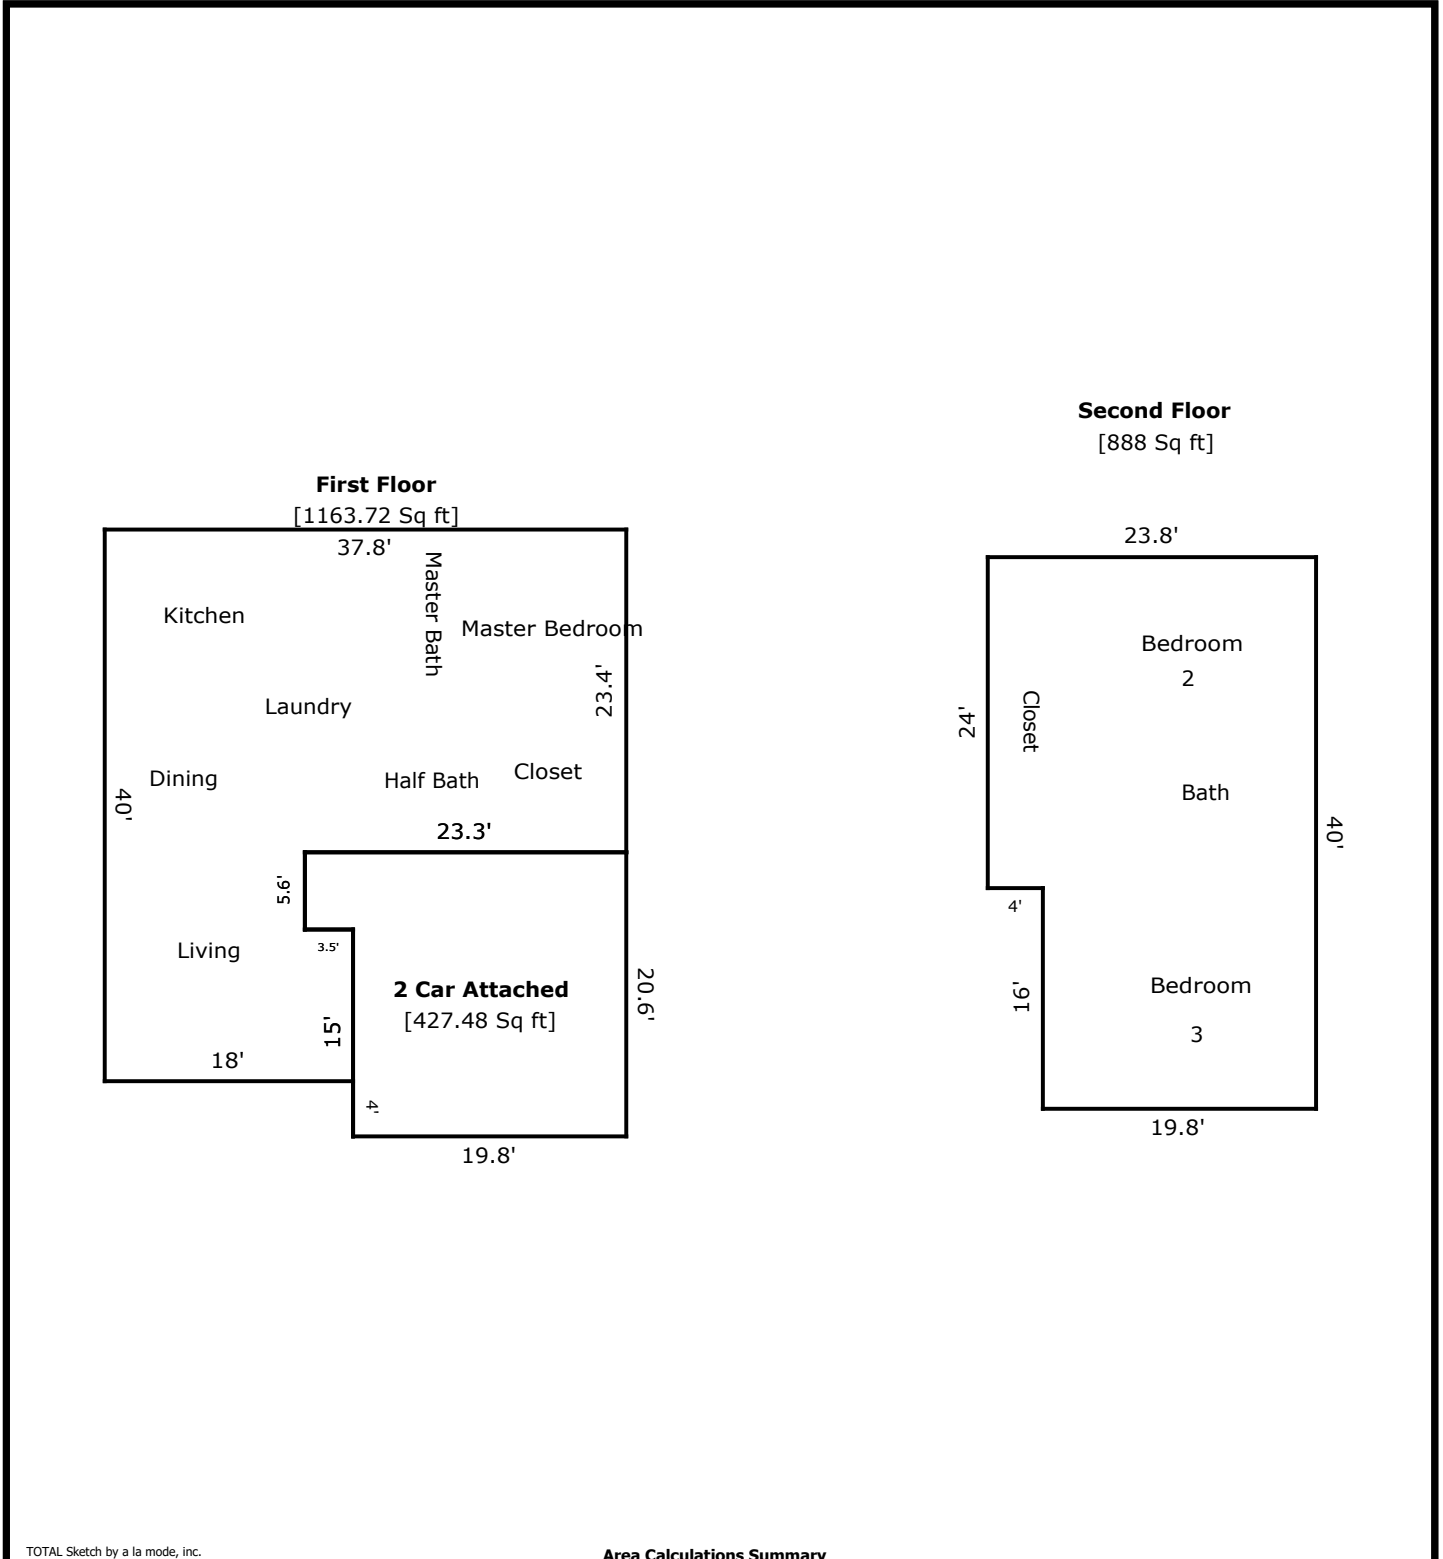 Second Floor
[888 Sq ft]
First Floor
[1163.72 Sq ft]
37.8'
23.8'
Master Bath
Kitchen
Master Bedroom
Bedroom
2
23.4'
Laundry
24'
Closet
Dining
Half Bath
Closet
Bath
40'
23.3'
40'
5.6'
4'
3.5'
Living
2 Car Attached
[427.48 Sq ft]
20.6'
16'
Bedroom
3
15'
18'
4'
19.8'
19.8'
TOTAL Sketch by a la mode, inc.
Area Calculations Summary